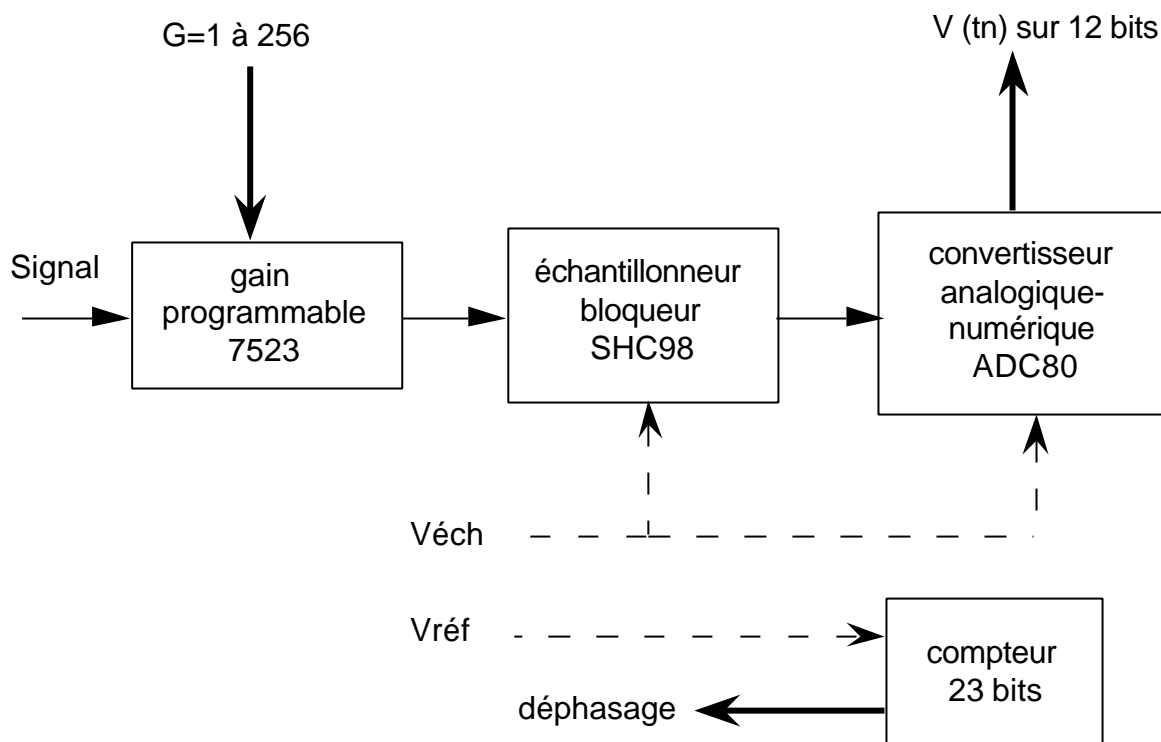 G=1 à 256
V (tn) sur 12 bits
Signal
gain
programmable
7523
échantillonneur
bloqueur
SHC98
convertisseur
analogique-
numérique
ADC80
Véch
Vréf
compteur
23 bits
déphasage